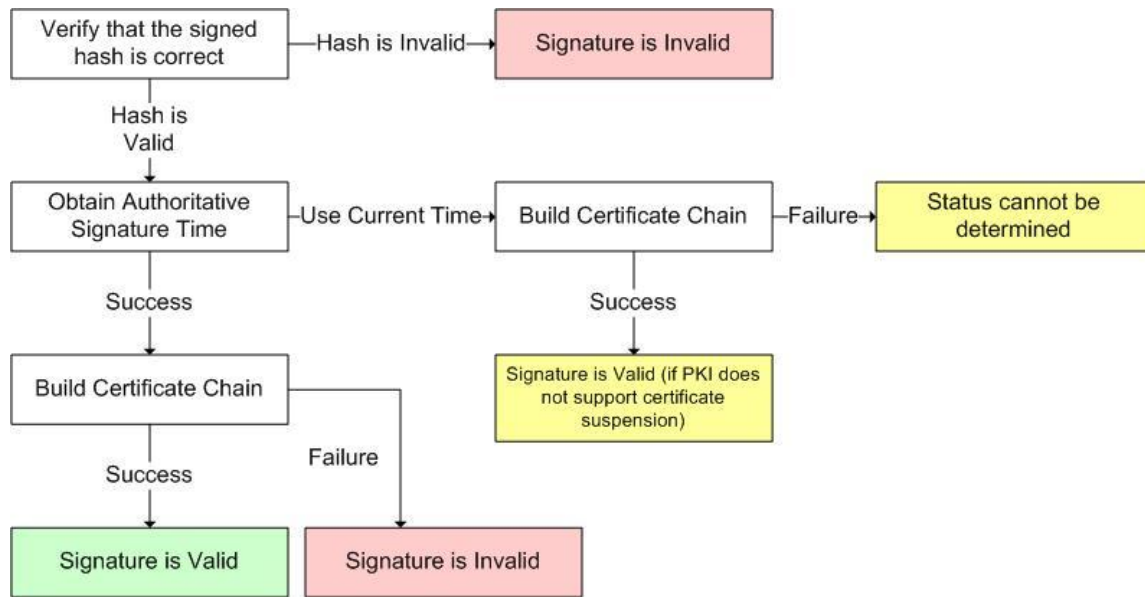 Verify that the signed
hash is correct
Hash is Invalid
Signature is Invalid
Hash is
Valid
Obtain Authoritative
Signature Time
Use Current Time
Build Certificate Chain
Failure
Status cannot be
determined
Success
Success
Build Certificate Chain
Signature is Valid (if PKI does
not support certificate
suspension)
Failure
Success
Signature is Valid
Signature is Invalid